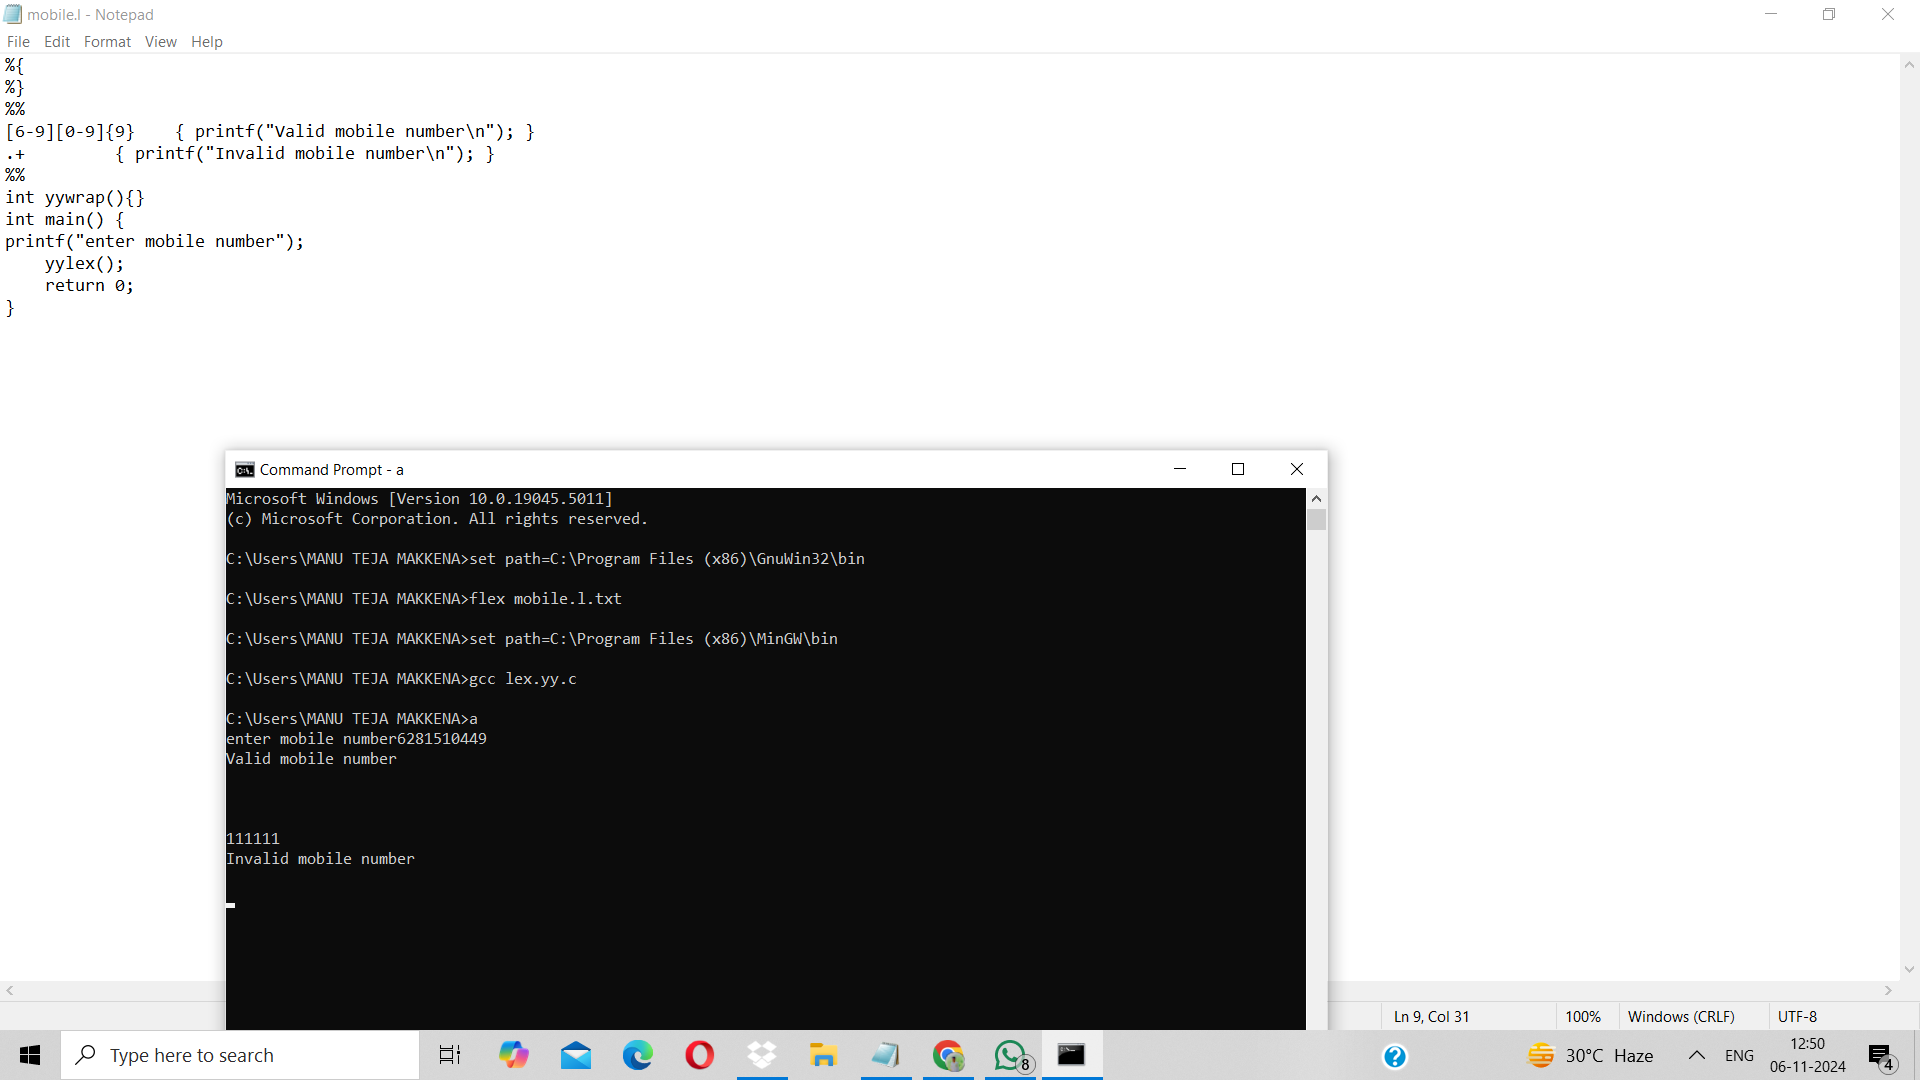 mobile.l - Notepad
File Edit Format View Help
%{
%}
%%
[6-9][0-9]{9}    { printf("Valid mobile number\n"); }
.+         { printf("Invalid mobile number\n"); }
%%
int yywrap(){}
int main() {
printf("enter mobile number");
    yylex();
    return 0;
}
Command Prompt - a
Microsoft Windows [Version 10.0.19045.5011]
(c) Microsoft Corporation. All rights reserved.
C:\Users\MANU TEJA MAKKENA>set path=C:\Program Files (x86)\GnuWin32\bin
C:\Users\MANU TEJA MAKKENA>flex mobile.l.txt
C:\Users\MANU TEJA MAKKENA>set path=C:\Program Files (x86)\MinGW\bin
C:\Users\MANU TEJA MAKKENA>gcc lex.yy.c
C:\Users\MANU TEJA MAKKENA>a
enter mobile number6281510449
Valid mobile number
111111
Invalid mobile number
Ln 9, Col 31 100% Windows (CRLF) UTF-8
Type here to search
8
30°C Haze
ENG
12:50
06-11-2024
4